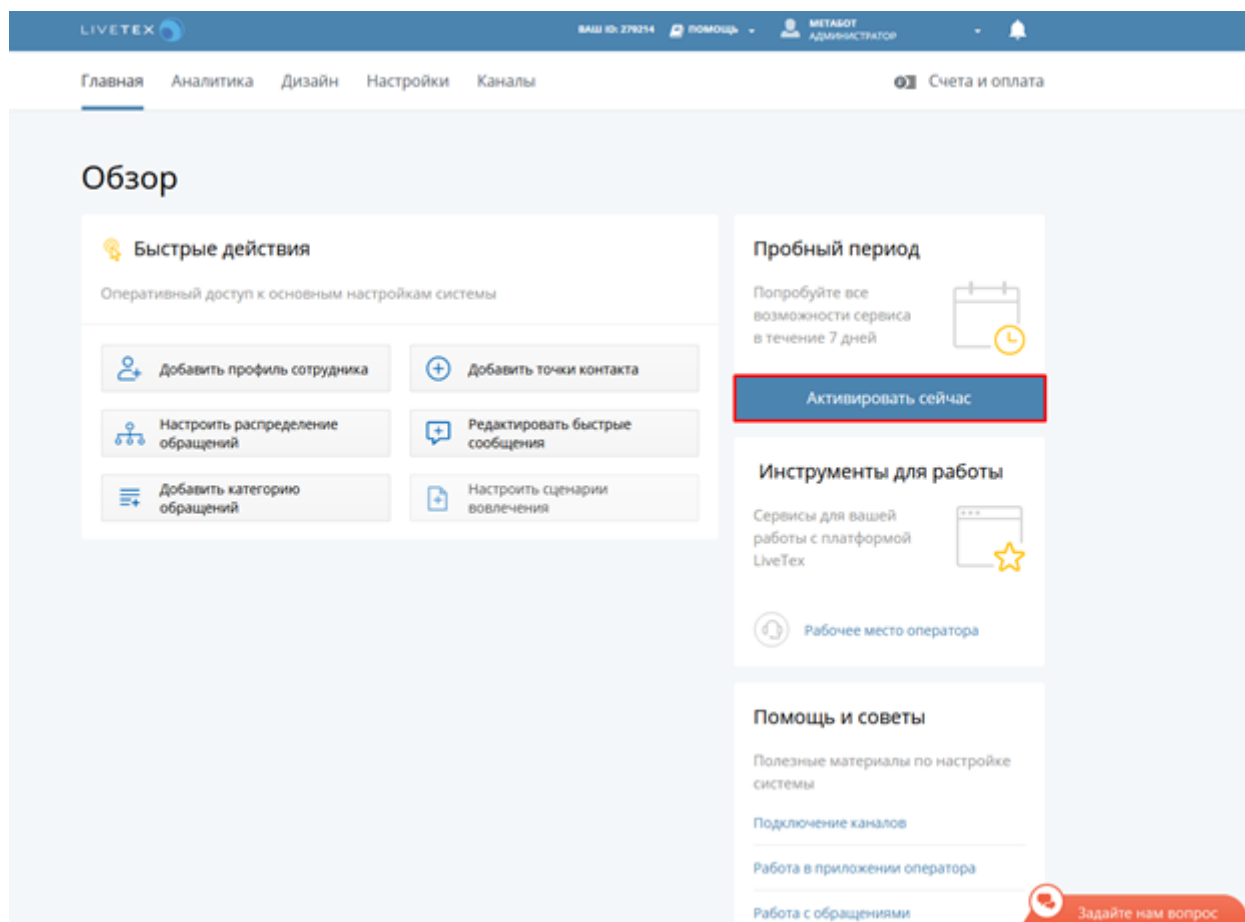 LIVETEX
ВАШ ID: 279214
ПОМОЩЬ
МЕТАБОТ
АДМИНИСТРАТОР
Главная Аналитика Дизайн Настройки Каналы
Счета и оплата
Обзор
Быстрые действия
Оперативный доступ к основным настройкам системы
Добавить профиль сотрудника
Добавить точки контакта
Настроить распределение
обращений
Редактировать быстрые
сообщения
Добавить категорию
обращений
Настроить сценарии
вовлечения
Пробный период
Попробуйте все
возможности сервиса
в течение 7 дней
Активировать сейчас
Инструменты для работы
Сервисы для вашей
работы с платформой
LiveTex
Рабочее место оператора
Помощь и советы
Полезные материалы по настройке
системы
Подключение каналов
Работа в приложении оператора
Работа с обращениями
Задайте нам вопрос